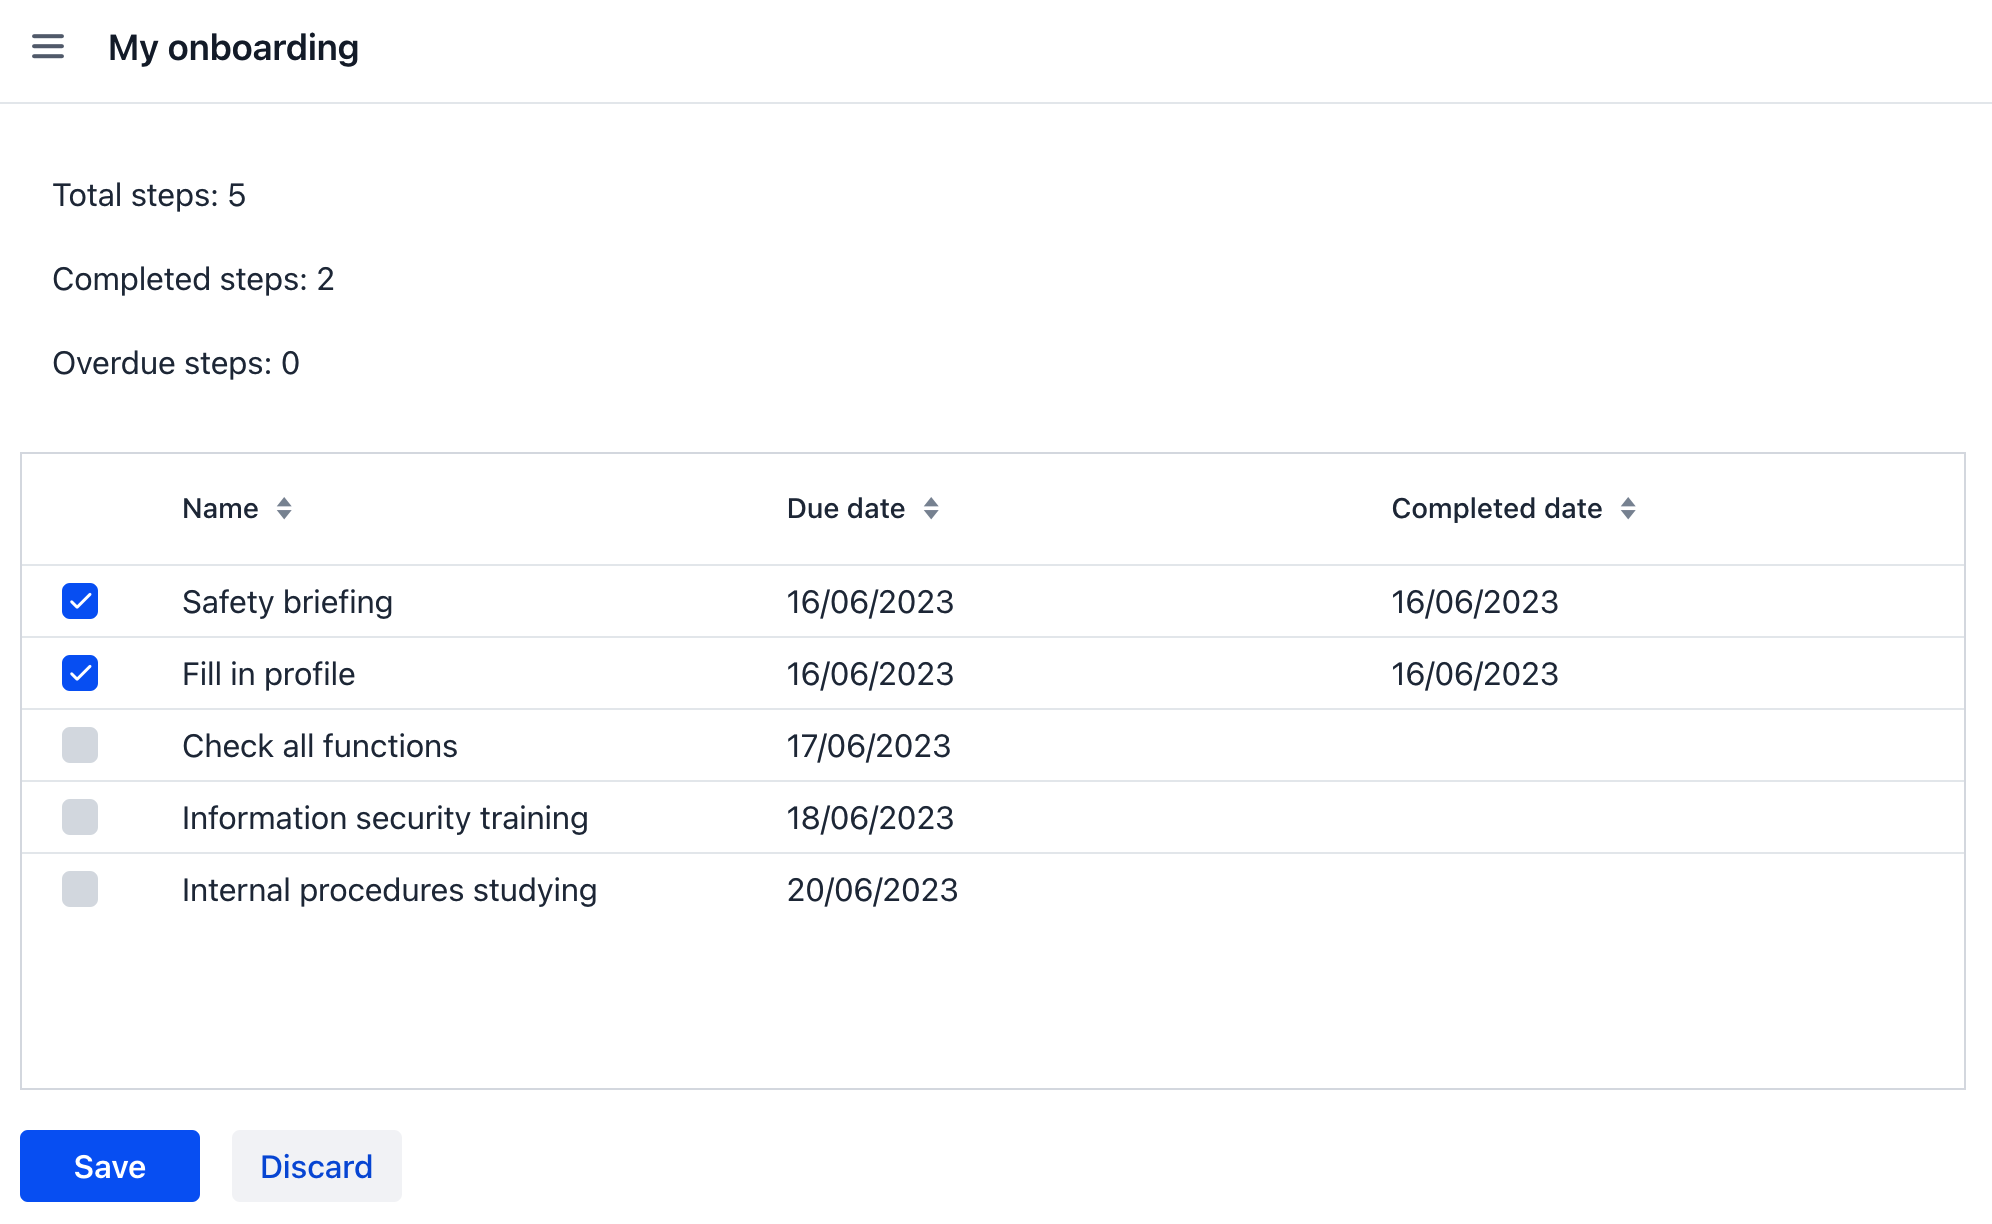 My onboarding
Total steps: 5
Completed steps: 2
Overdue steps: 0
Name Due date Completed date
Safety briefing 16/06/2023 16/06/2023
Fill in profile 16/06/2023 16/06/2023
Check all functions 17/06/2023
Information security training 18/06/2023
Internal procedures studying 20/06/2023
Save Discard